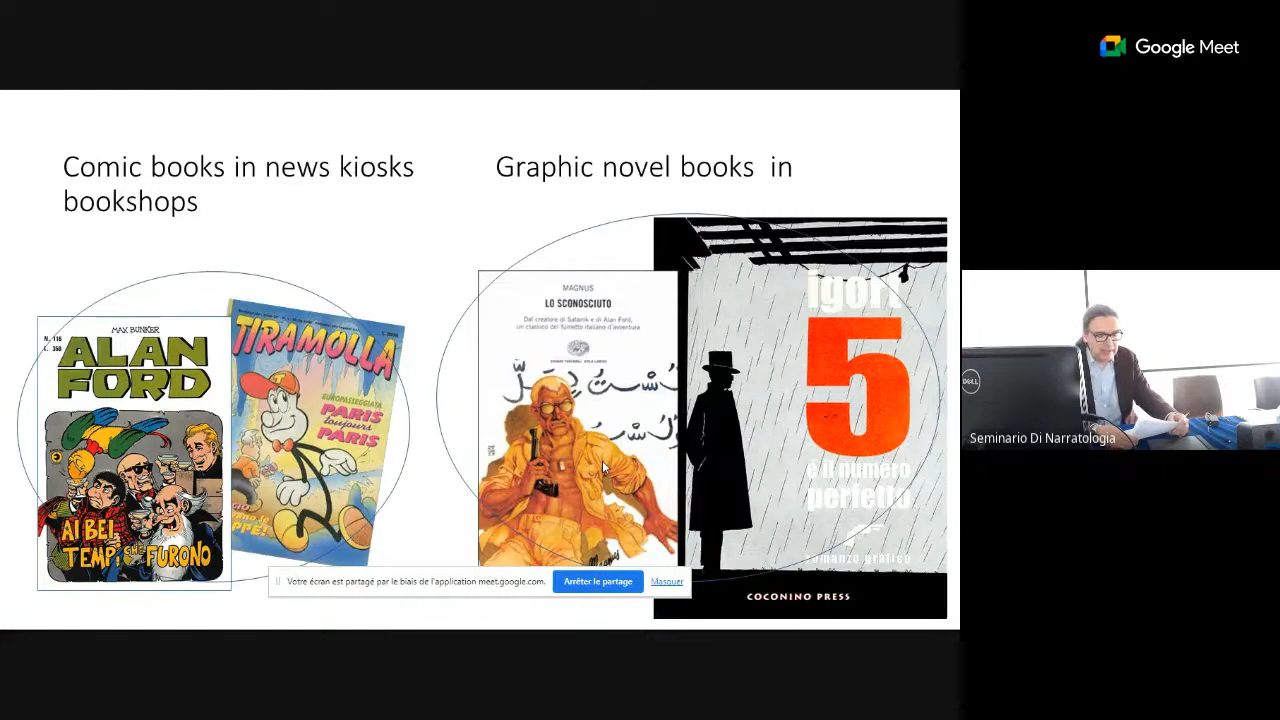 Google Meet
Comic books in news kiosks
bookshops
Graphic novel books in
MAX BUNKER
N. 116
L. 350
ALAN
FORD
AI BEI
TEMPI CHE FURONO
TIRAMOLLA
EUROPASSEGGIATA
PARIS
toujours
PARIS
MAGNUS
LO SCONOSCIUTO
Dal creatore di Satanik e di Alan Ford,
un classico del fumetto italiano d'avventura
igort
5
è il numero
perfetto
romanzo grafico
COCONINO PRESS
Votre écran est partagé par le biais de l'application meet.google.com.
Arrêter le partage
Masquer
DELL
Seminario Di Narratologia